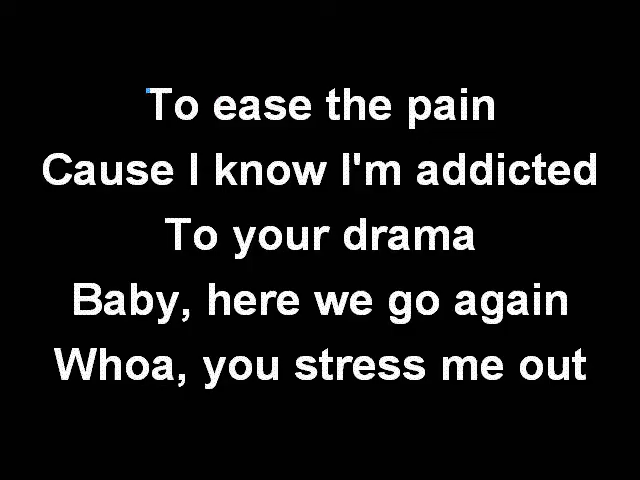 To ease the pain
Cause I know I'm addicted
To your drama
Baby, here we go again
Whoa, you stress me out